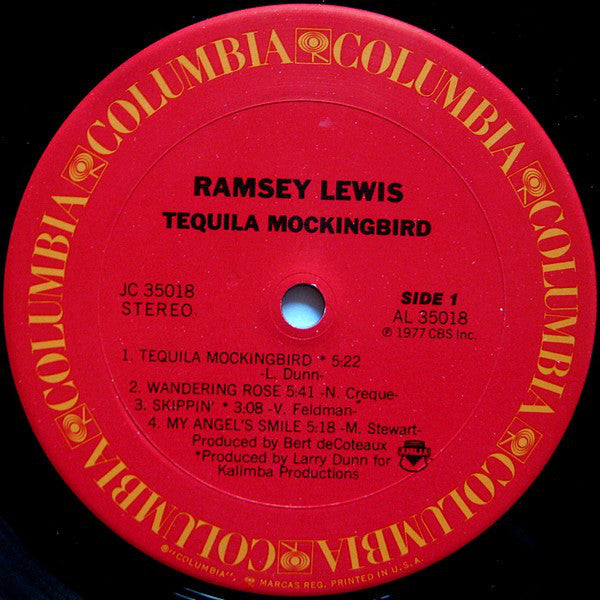 COLUMBIA COLUMBIA COLUMBIA COLUMBIA COLUMBIA COLUMBIA
RAMSEY LEWIS
TEQUILA MOCKINGBIRD
JC 35018
STEREO
SIDE 1
AL 35018
℗ 1977 CBS Inc.
1. TEQUILA MOCKINGBIRD * 5:22
-L. Dunn-
2. WANDERING ROSE 5:41 -N. Creque-
3. SKIPPIN' * 3:08 -V. Feldman-
4. MY ANGEL'S SMILE 5:18 -M. Stewart-
Produced by Bert deCoteaux
*Produced by Larry Dunn for
Kalimba Productions
®"COLUMBIA", MARCAS REG. PRINTED IN U.S.A.